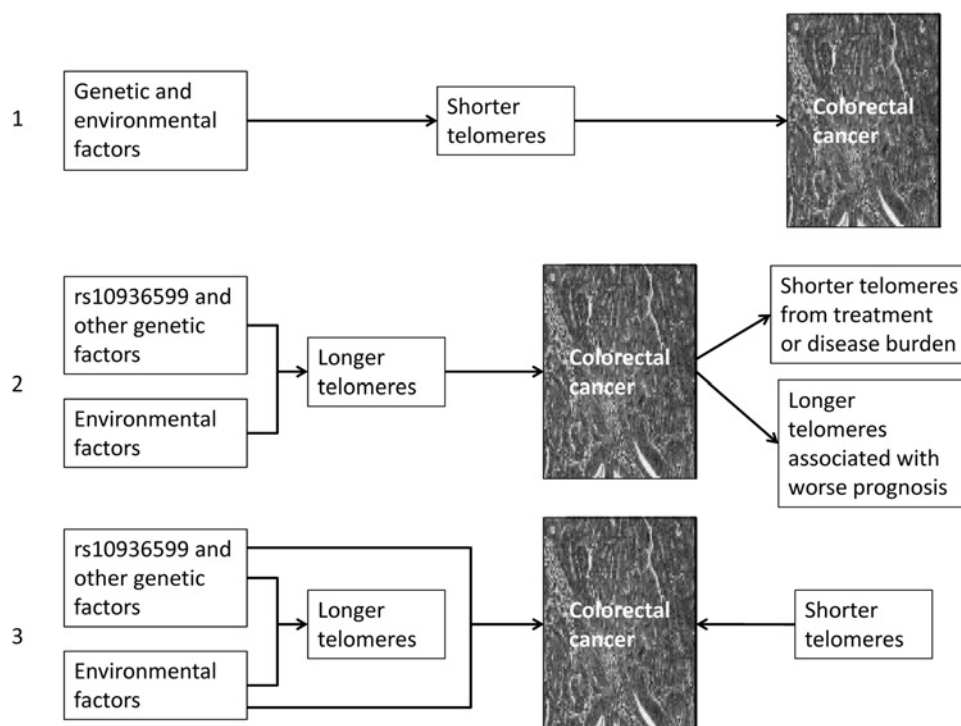 1
Genetic and
environmental
factors
Shorter
telomeres
Colorectal
cancer
2
rs10936599 and
other genetic
factors
Environmental
factors
Longer
telomeres
Colorectal
cancer
Shorter telomeres
from treatment
or disease burden
Longer
telomeres
associated with
worse prognosis
3
rs10936599 and
other genetic
factors
Environmental
factors
Longer
telomeres
Colorectal
cancer
Shorter
telomeres